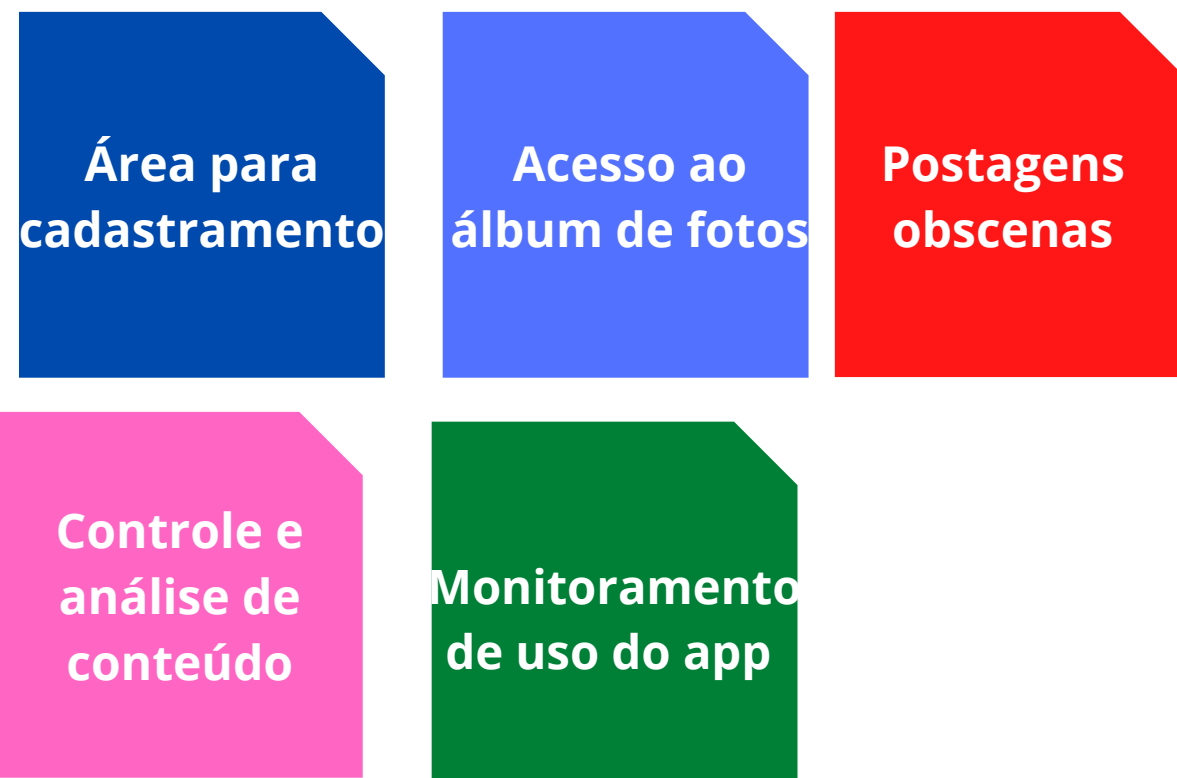 Área para
cadastramento
Acesso ao
álbum de fotos
Postagens
obscenas
Controle e
análise de
conteúdo
Monitoramento
de uso do app